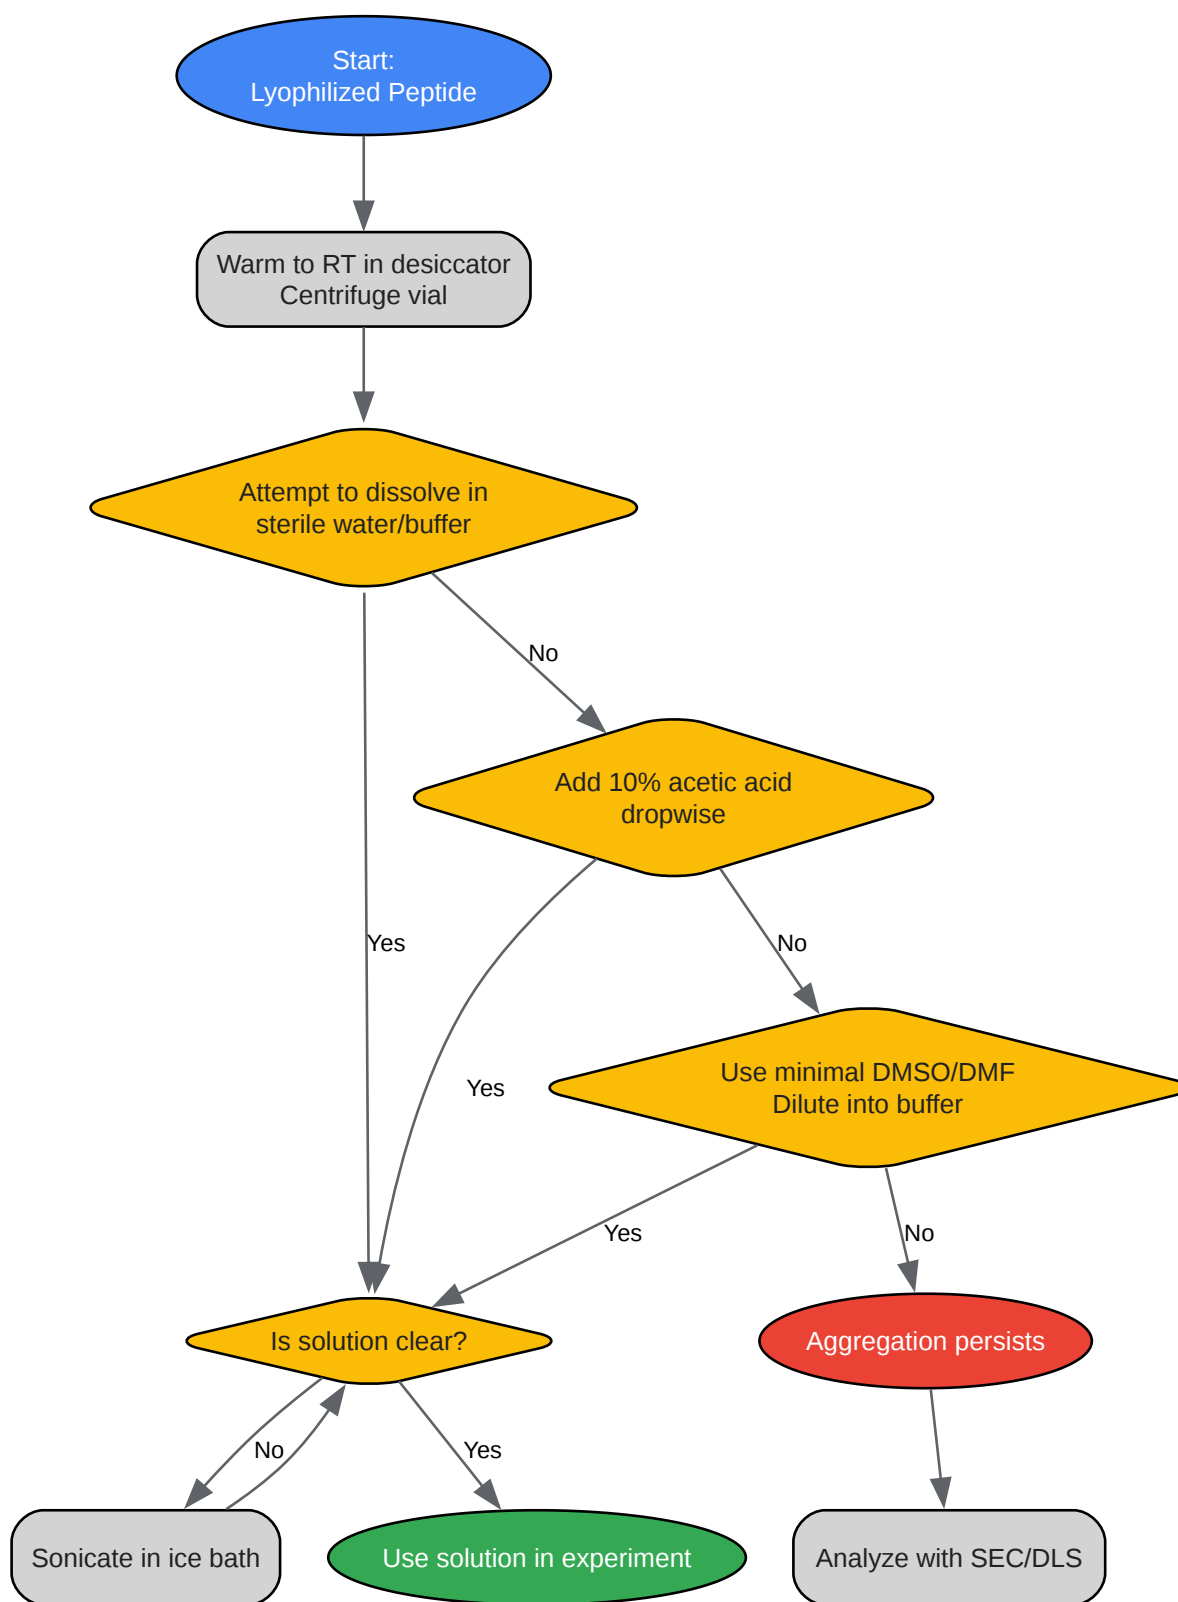 Start:
Lyophilized Peptide
Warm to RT in desiccator
Centrifuge vial
Attempt to dissolve in
sterile water/buffer
No
Add 10% acetic acid
dropwise
Yes
No
Use minimal DMSO/DMF
Dilute into buffer
Yes
Yes
No
Is solution clear?
Aggregation persists
No
Yes
Sonicate in ice bath
Use solution in experiment
Analyze with SEC/DLS